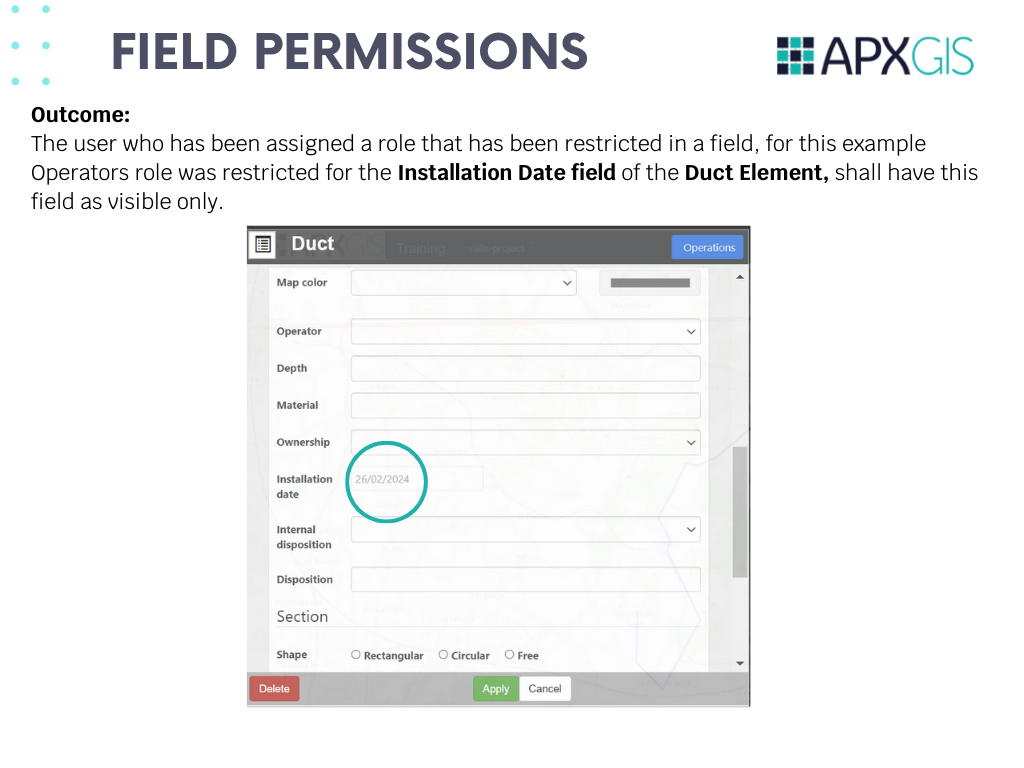 FIELD PERMISSIONS
APXGIS
Outcome:
The user who has been assigned a role that has been restricted in a field, for this example
Operators role was restricted for the Installation Date field of the Duct Element, shall have this
field as visible only.
Duct
Training
Operations
Map color
Operator
Depth
Material
Ownership
Installation
date
26/02/2024
Internal
disposition
Disposition
Section
Shape
Rectangular
Circular
Free
Delete
Apply
Cancel